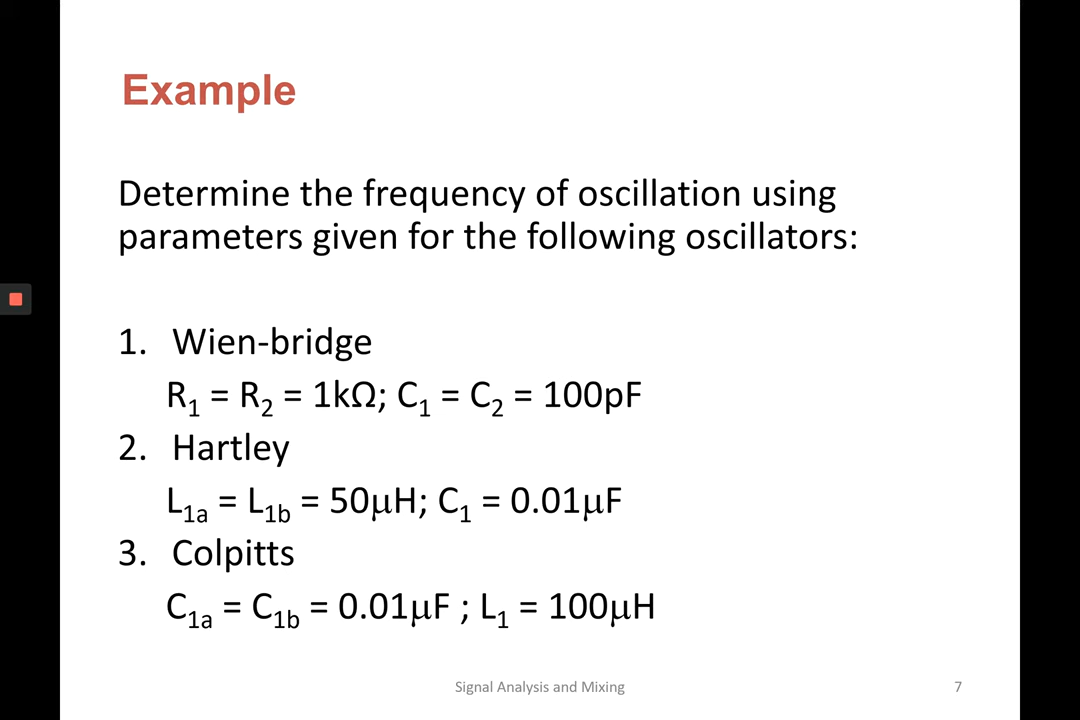 Example
Determine the frequency of oscillation using
parameters given for the following oscillators:
1. Wien-bridge
R₁ = R₂ = 1kΩ; C₁ = C₂ = 100pF
2. Hartley
L₁ₐ = L₁b = 50μH; C₁ = 0.01μF
3. Colpitts
C₁ₐ = C₁b = 0.01μF ; L₁ = 100μH
Signal Analysis and Mixing
7